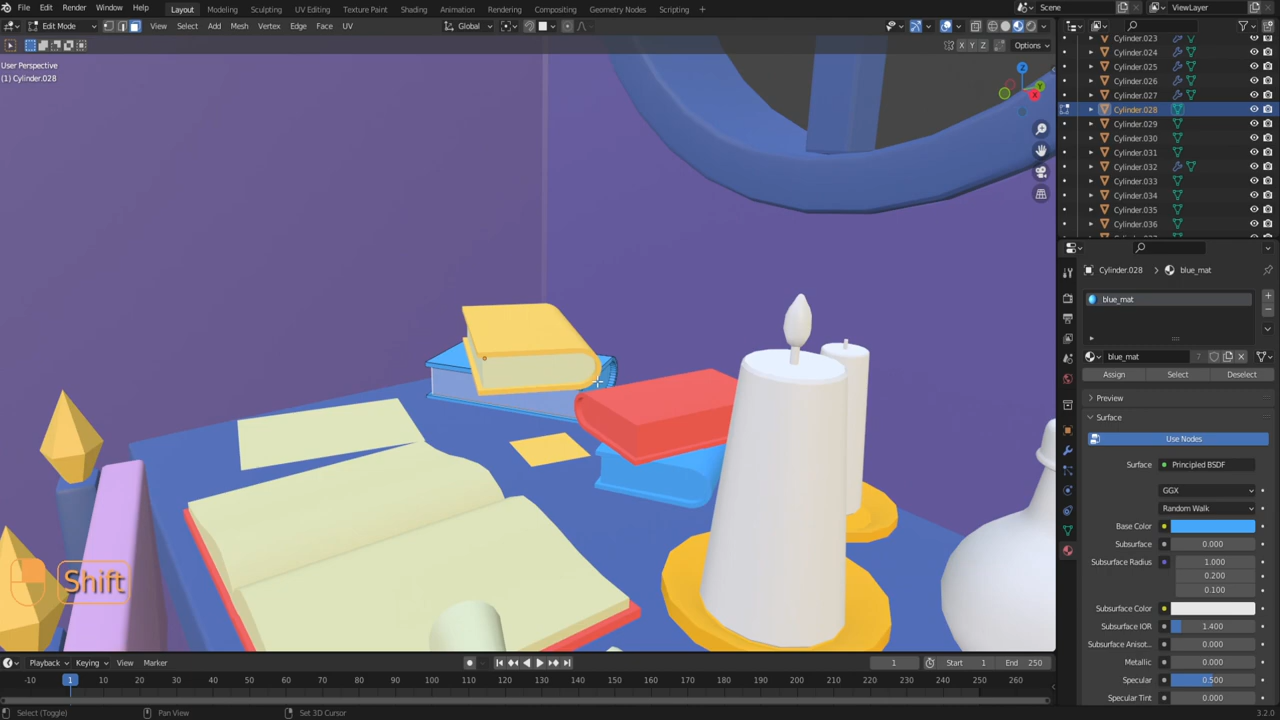 File Edit Render Window Help Layout Modeling Sculpting UV Editing Texture Paint Shading Animation Rendering Compositing Geometry Nodes Scripting Scene ViewLayer
Edit Mode View Select Add Mesh Vertex Edge Face UV Global
X Y Z Options
User Perspective
(1) Cylinder.028
Z
Y
X
Cylinder.023
Cylinder.024
Cylinder.025
Cylinder.026
Cylinder.027
Cylinder.028
Cylinder.029
Cylinder.030
Cylinder.031
Cylinder.032
Cylinder.033
Cylinder.034
Cylinder.035
Cylinder.036
Cylinder.028 > blue_mat
blue_mat
blue_mat 7
Assign Select Deselect
Preview
Surface
Use Nodes
Surface Principled BSDF
GGX
Random Walk
Base Color
Subsurface 0.000
Subsurface Radius 1.000
0.200
0.100
Subsurface Color
Subsurface IOR 1.400
Subsurface Anisot... 0.000
Metallic 0.000
Specular 0.500
Specular Tint 0.000
Shift
Playback Keying View Marker 1 Start 1 End 250
-10 1 10 20 30 40 50 60 70 80 90 100 110 120 130 140 150 160 170 180 190 200 210 220 230 240 250 260
Select (Toggle) Pan View Set 3D Cursor 3.2.0